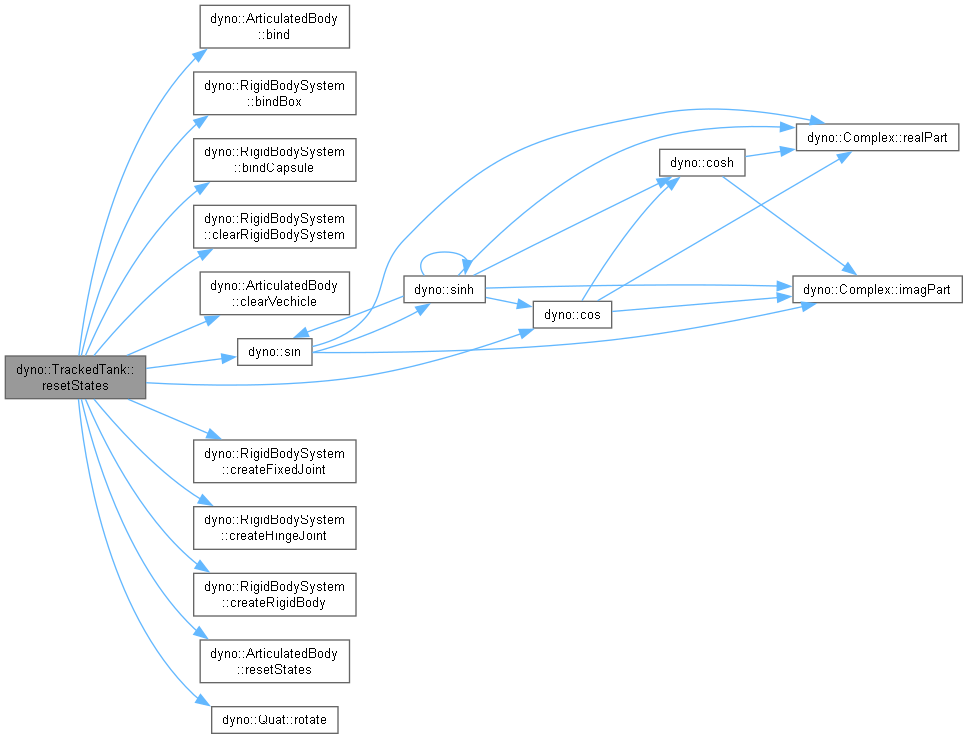 dyno::ArticulatedBody
::bind
dyno::RigidBodySystem
::bindBox
dyno::RigidBodySystem
::bindCapsule
dyno::RigidBodySystem
::clearRigidBodySystem
dyno::ArticulatedBody
::clearVechicle
dyno::sin
dyno::TrackedTank::
resetStates
dyno::sinh
dyno::cos
dyno::cosh
dyno::Complex::realPart
dyno::Complex::imagPart
dyno::RigidBodySystem
::createFixedJoint
dyno::RigidBodySystem
::createHingeJoint
dyno::RigidBodySystem
::createRigidBody
dyno::ArticulatedBody
::resetStates
dyno::Quat::rotate